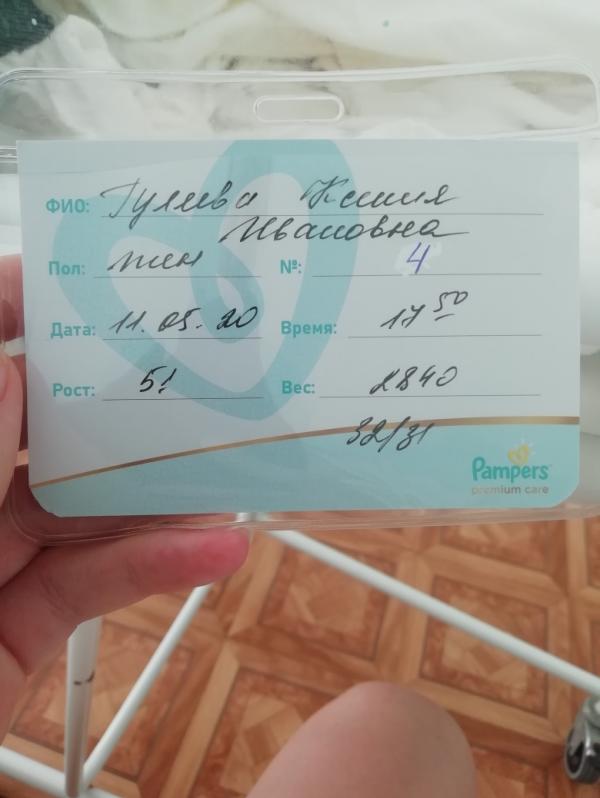 ФИО: Гуляева Ксения
Ивановна
Пол: жен №: 4
Дата: 11.05.20 Время: 17 50
Рост: 51 Вес: 2840
32/31
Pampers
premium care